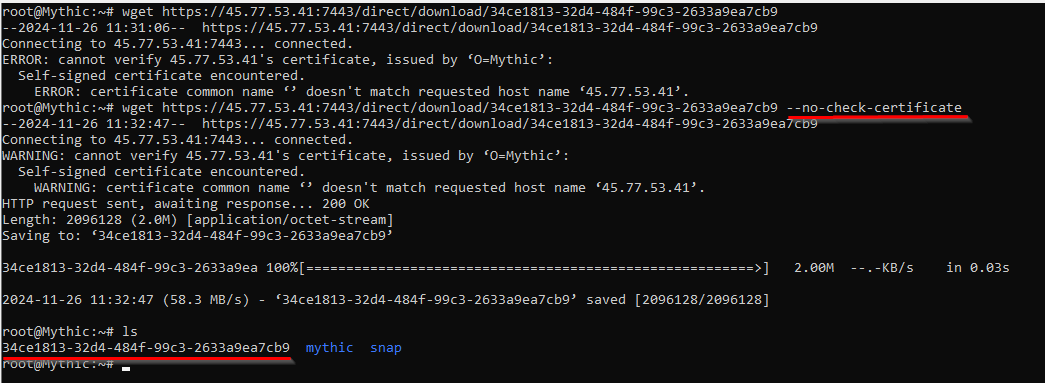 root@Mythic:~# wget https://45.77.53.41:7443/direct/download/34ce1813-32d4-484f-99c3-2633a9ea7cb9
--2024-11-26 11:31:06--  https://45.77.53.41:7443/direct/download/34ce1813-32d4-484f-99c3-2633a9ea7cb9
Connecting to 45.77.53.41:7443... connected.
ERROR: cannot verify 45.77.53.41's certificate, issued by ‘O=Mythic’:
  Self-signed certificate encountered.
    ERROR: certificate common name ‘’ doesn't match requested host name ‘45.77.53.41’.
root@Mythic:~# wget https://45.77.53.41:7443/direct/download/34ce1813-32d4-484f-99c3-2633a9ea7cb9 --no-check-certificate
--2024-11-26 11:32:47--  https://45.77.53.41:7443/direct/download/34ce1813-32d4-484f-99c3-2633a9ea7cb9
Connecting to 45.77.53.41:7443... connected.
WARNING: cannot verify 45.77.53.41's certificate, issued by ‘O=Mythic’:
  Self-signed certificate encountered.
    WARNING: certificate common name ‘’ doesn't match requested host name ‘45.77.53.41’.
HTTP request sent, awaiting response... 200 OK
Length: 2096128 (2.0M) [application/octet-stream]
Saving to: ‘34ce1813-32d4-484f-99c3-2633a9ea7cb9’
34ce1813-32d4-484f-99c3-2633a9ea 100%[========================================================>]   2.00M  --.-KB/s    in 0.03s
2024-11-26 11:32:47 (58.3 MB/s) - ‘34ce1813-32d4-484f-99c3-2633a9ea7cb9’ saved [2096128/2096128]
root@Mythic:~# ls
34ce1813-32d4-484f-99c3-2633a9ea7cb9  mythic  snap
root@Mythic:~#